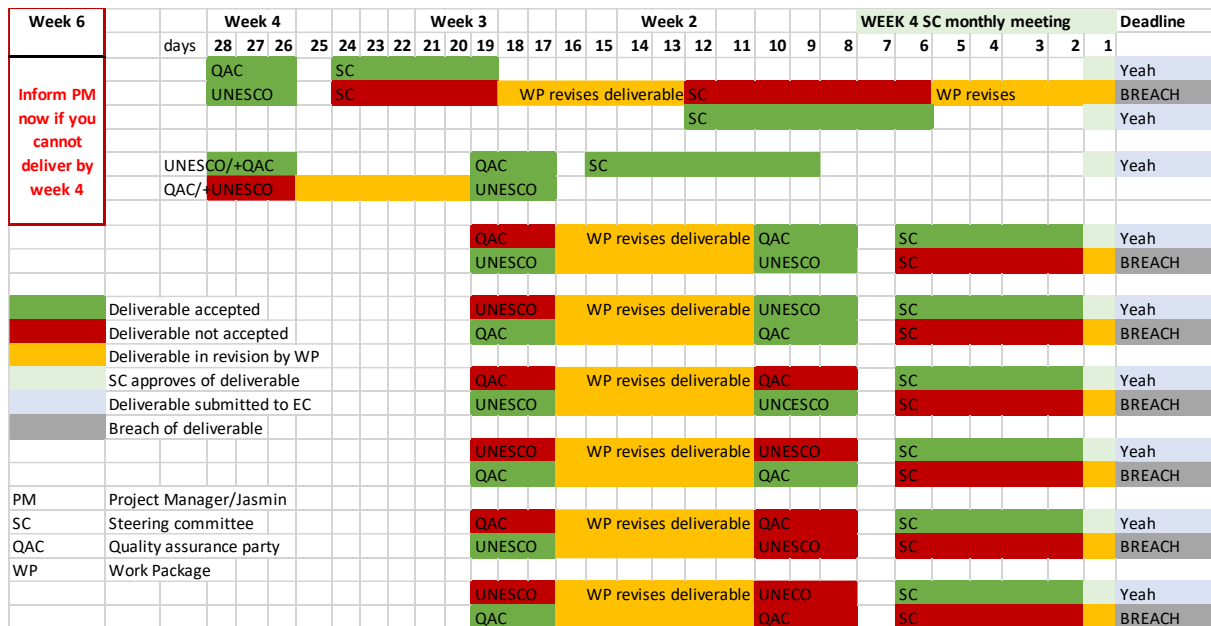 Week 6 Week 4 Week 3 Week 2 WEEK 4 SC monthly meeting Deadline
days 28 27 26 25 24 23 22 21 20 19 18 17 16 15 14 13 12 11 10 9 8 7 6 5 4 3 2 1
QAC SC Yeah
Inform PM now if you cannot deliver by week 4
UNESCO SC WP revises deliverable SC WP revises BREACH
SC Yeah
UNESCO/+QAC QAC SC Yeah
QAC/+UNESCO UNESCO
QAC WP revises deliverable QAC SC Yeah
UNESCO UNESCO SC BREACH
Deliverable accepted UNESCO WP revises deliverable UNESCO SC Yeah
Deliverable not accepted QAC QAC SC BREACH
Deliverable in revision by WP
SC approves of deliverable QAC WP revises deliverable QAC SC Yeah
Deliverable submitted to EC UNESCO UNCESCO SC BREACH
Breach of deliverable
UNESCO WP revises deliverable UNESCO SC Yeah
QAC QAC SC BREACH
PM Project Manager/Jasmin
SC Steering committee QAC WP revises deliverable QAC SC Yeah
QAC Quality assurance party UNESCO UNESCO SC BREACH
WP Work Package
UNESCO WP revises deliverable UNECO SC Yeah
QAC QAC SC BREACH